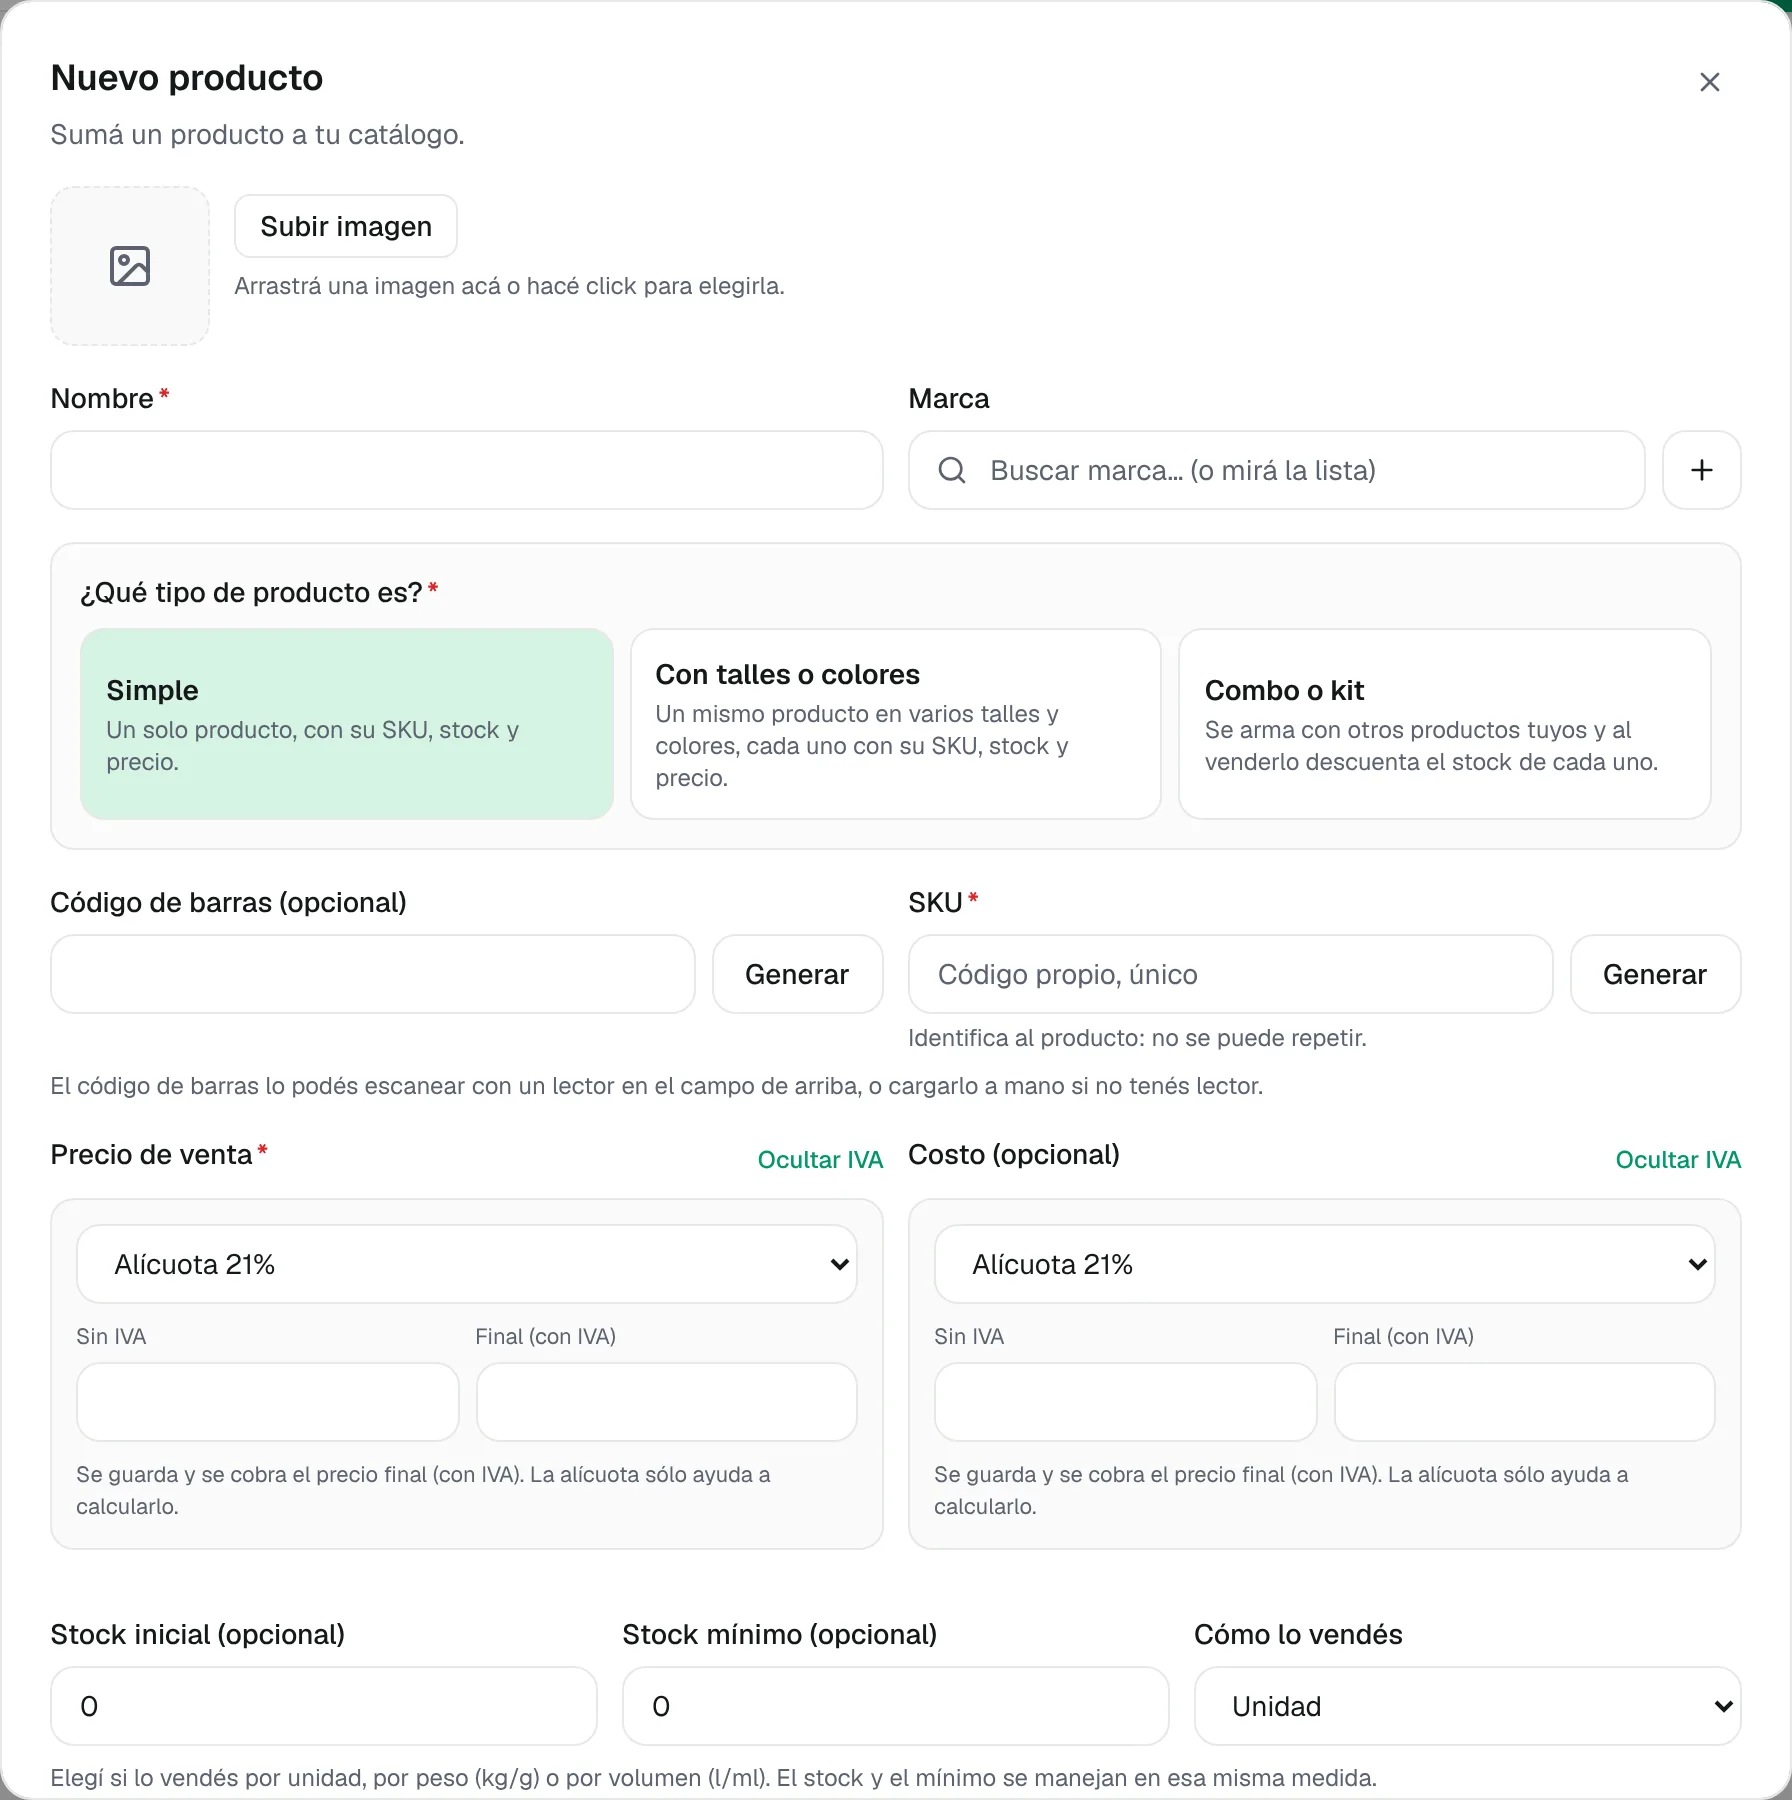 Nuevo producto
Sumá un producto a tu catálogo.
Subir imagen
Arrastrá una imagen acá o hacé click para elegirla.
Nombre*
Marca
Buscar marca... (o mirá la lista)
¿Qué tipo de producto es?*
Simple
Un solo producto, con su SKU, stock y
precio.
Con talles o colores
Un mismo producto en varios talles y
colores, cada uno con su SKU, stock y
precio.
Combo o kit
Se arma con otros productos tuyos y al
venderlo descuenta el stock de cada uno.
Código de barras (opcional)
Generar
SKU*
Código propio, único
Generar
Identifica al producto: no se puede repetir.
El código de barras lo podés escanear con un lector en el campo de arriba, o cargarlo a mano si no tenés lector.
Precio de venta*
Ocultar IVA
Alícuota 21%
Sin IVA
Final (con IVA)
Se guarda y se cobra el precio final (con IVA). La alícuota sólo ayuda a
calcularlo.
Costo (opcional)
Ocultar IVA
Alícuota 21%
Sin IVA
Final (con IVA)
Se guarda y se cobra el precio final (con IVA). La alícuota sólo ayuda a
calcularlo.
Stock inicial (opcional)
0
Stock mínimo (opcional)
0
Cómo lo vendés
Unidad
Elegí si lo vendés por unidad, por peso (kg/g) o por volumen (l/ml). El stock y el mínimo se manejan en esa misma medida.